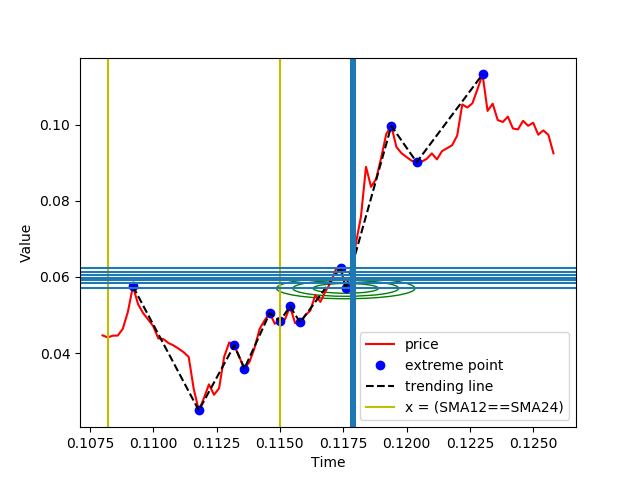 0.10
0.08
0.06
0.04
Value
0.1075 0.1100 0.1125 0.1150 0.1175 0.1200 0.1225 0.1250
Time
price
extreme point
trending line
x = (SMA12==SMA24)